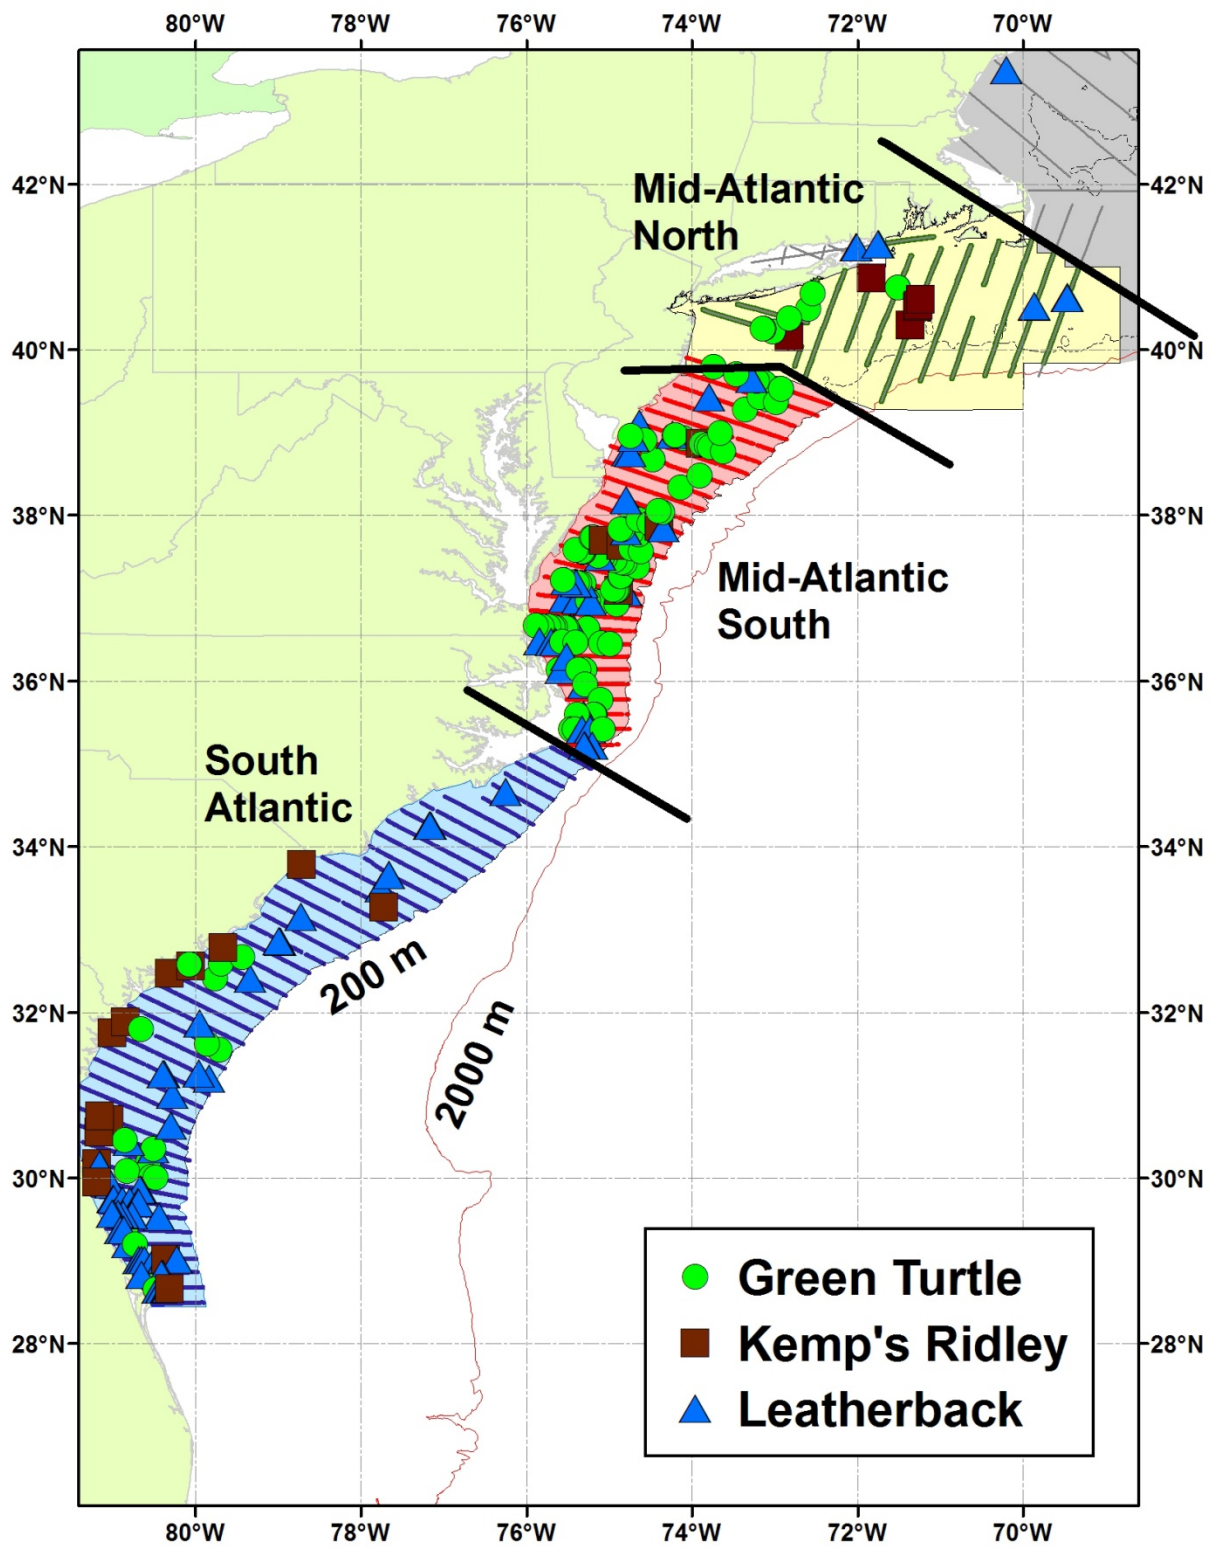 80°W 78°W 76°W 74°W 72°W 70°W
42°N 42°N
Mid-Atlantic
North
40°N 40°N
38°N 38°N
Mid-Atlantic
South
36°N 36°N
South
Atlantic
34°N 34°N
200 m
32°N 32°N
2000 m
30°N 30°N
Green Turtle
28°N Kemp's Ridley 28°N
Leatherback
80°W 78°W 76°W 74°W 72°W 70°W